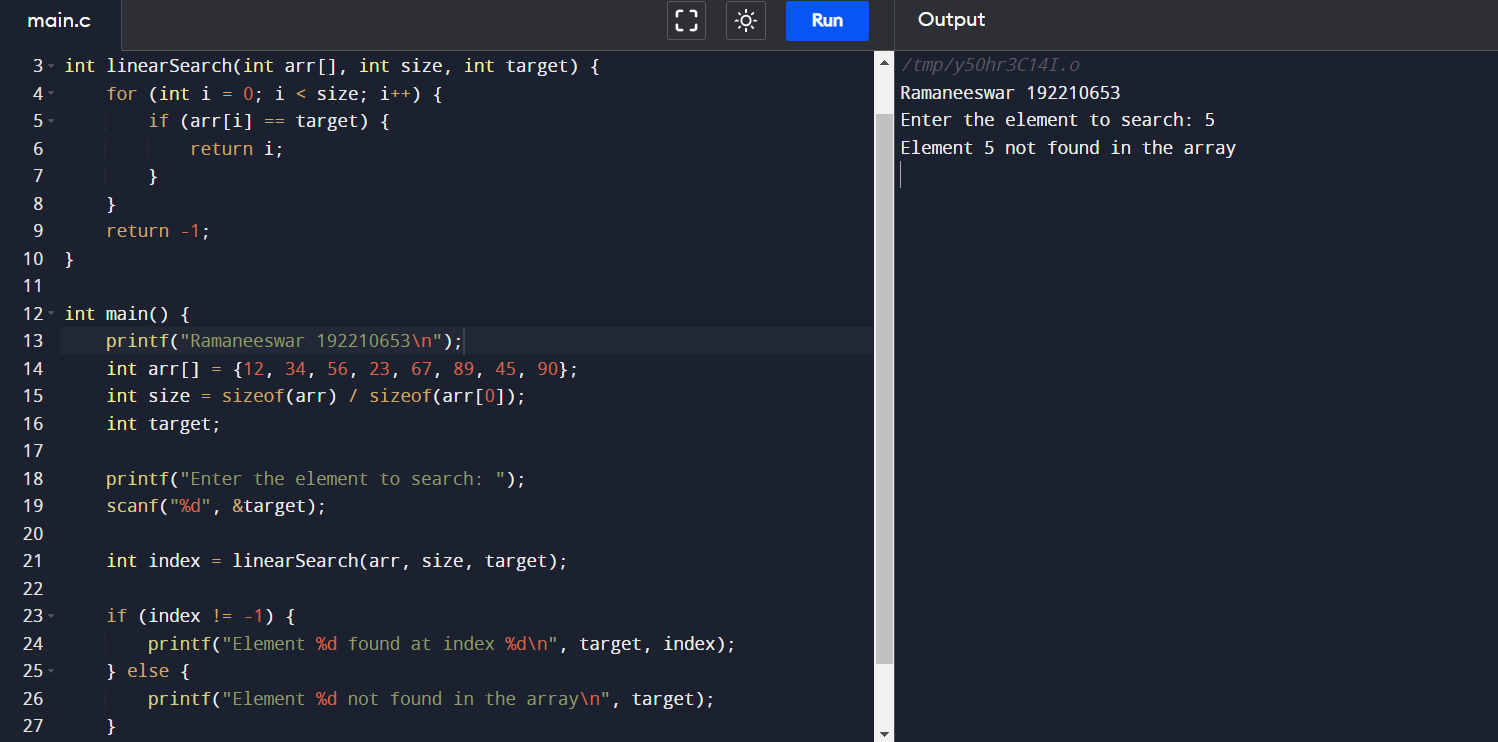 main.c
Run
Output
3 int linearSearch(int arr[], int size, int target) {
4     for (int i = 0; i < size; i++) {
5         if (arr[i] == target) {
6             return i;
7         }
8     }
9     return -1;
10 }
11
12 int main() {
13     printf("Ramaneeswar 192210653\n");
14     int arr[] = {12, 34, 56, 23, 67, 89, 45, 90};
15     int size = sizeof(arr) / sizeof(arr[0]);
16     int target;
17
18     printf("Enter the element to search: ");
19     scanf("%d", &target);
20
21     int index = linearSearch(arr, size, target);
22
23     if (index != -1) {
24         printf("Element %d found at index %d\n", target, index);
25     } else {
26         printf("Element %d not found in the array\n", target);
27     }
/tmp/y5Ohr3C14I.o
Ramaneeswar 192210653
Enter the element to search: 5
Element 5 not found in the array